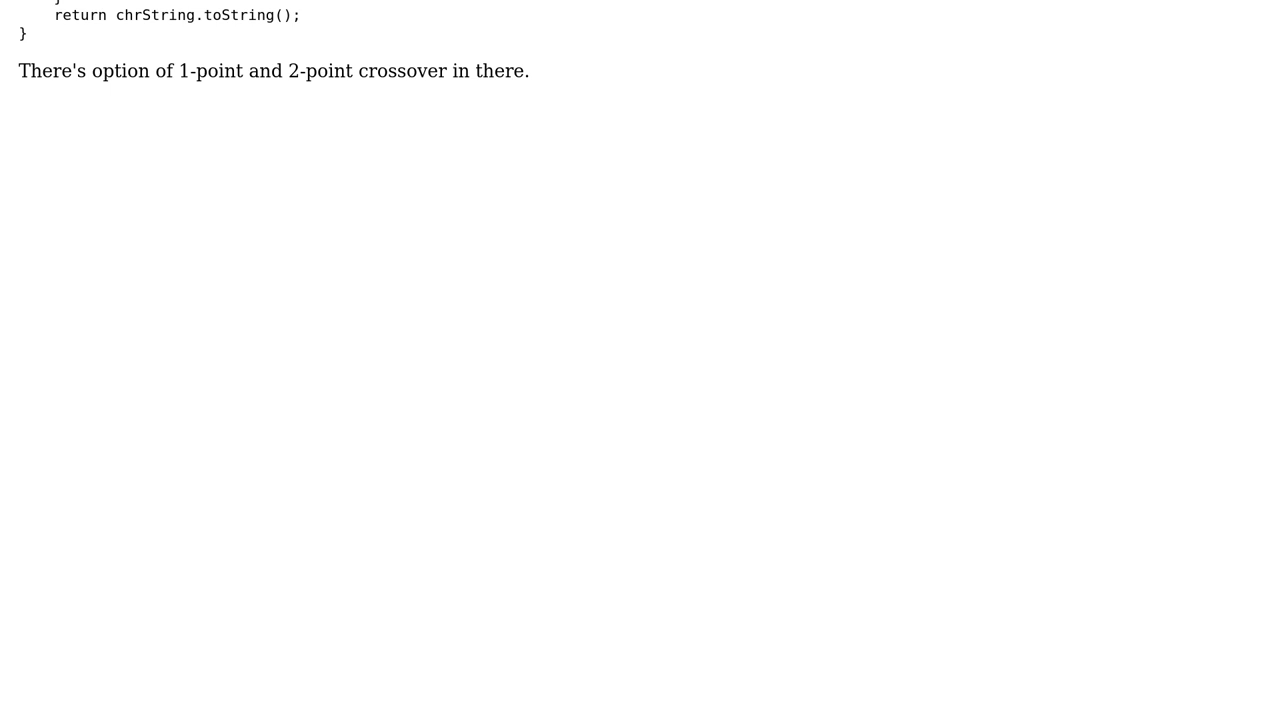 }
return chrString.toString();
}
There's option of 1-point and 2-point crossover in there.